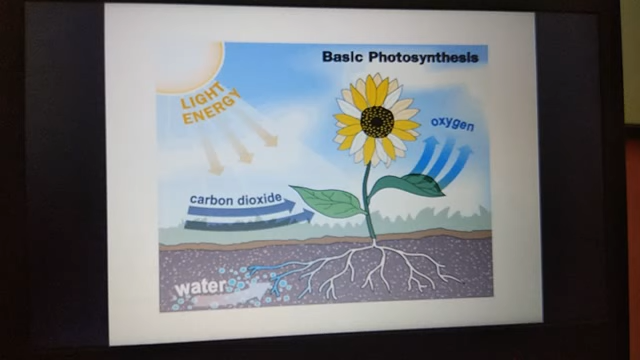 Basic Photosynthesis
LIGHT
ENERGY
oxygen
carbon dioxide
water